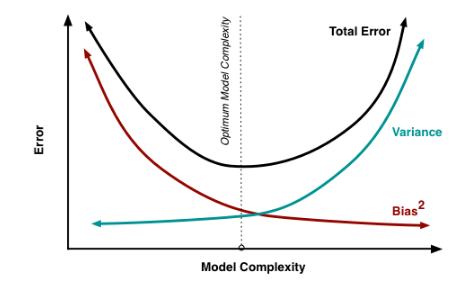 Total Error
Optimum Model Complexity
Error
Variance
Bias²
Model Complexity